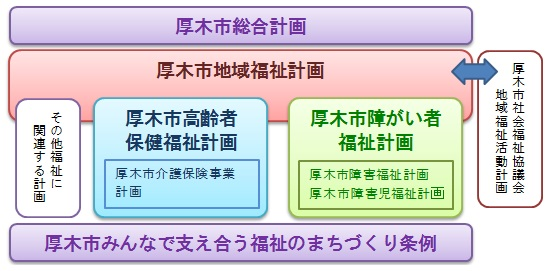 厚木市総合計画
厚木市地域福祉計画
その他福祉に
関連する計画
厚木市高齢者
保健福祉計画
厚木市介護保険事業
計画
厚木市障がい者
福祉計画
厚木市障害福祉計画
厚木市障害児福祉計画
厚木市社会福祉協議会
地域福祉活動計画
厚木市みんなで支え合う福祉のまちづくり条例